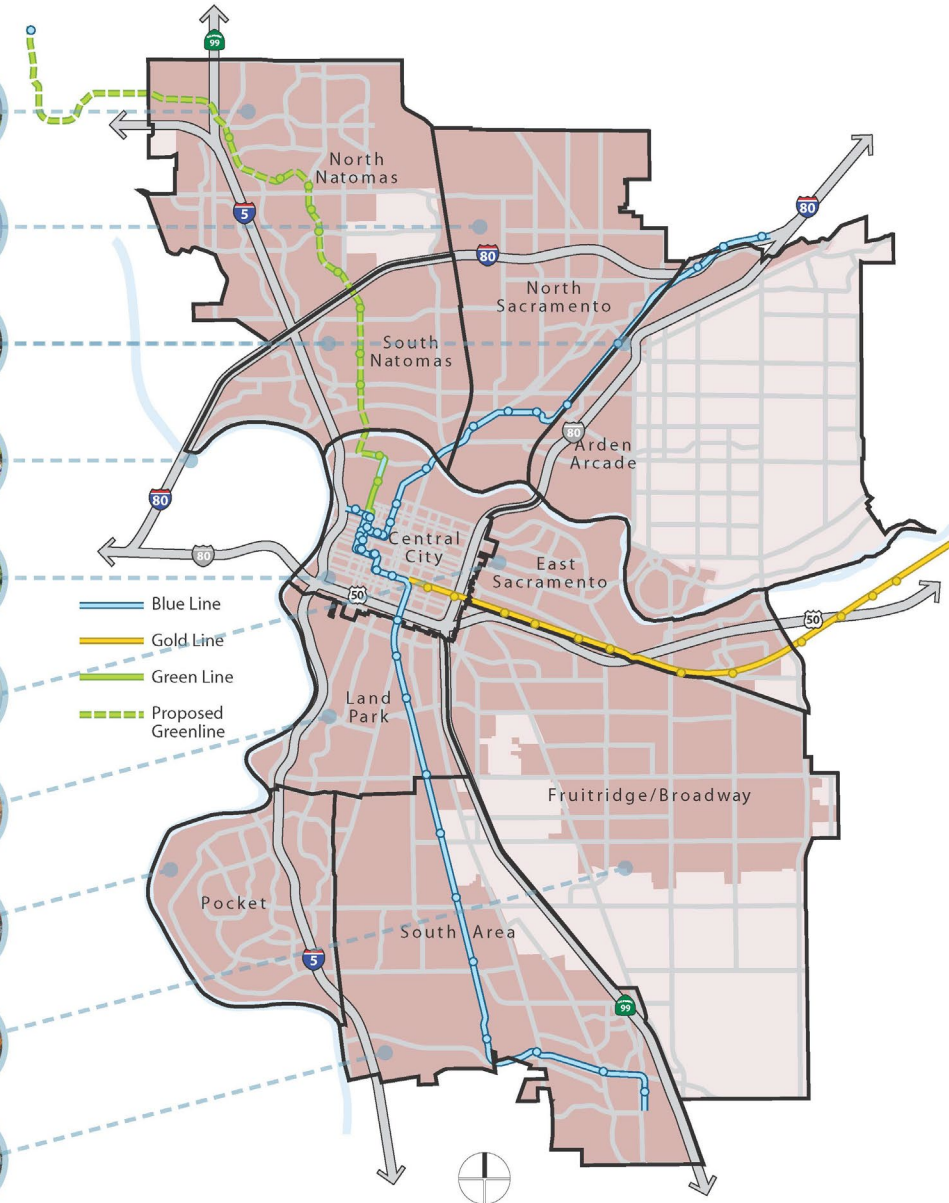 99
North
Natomas
5
80
80
North
Sacramento
South
Natomas
80
Arden
Arcade
80
Central
City
East
Sacramento
80
50
50
Blue Line
Gold Line
Green Line
Proposed
Greenline
Land
Park
Fruitridge/Broadway
Pocket
South Area
5
99